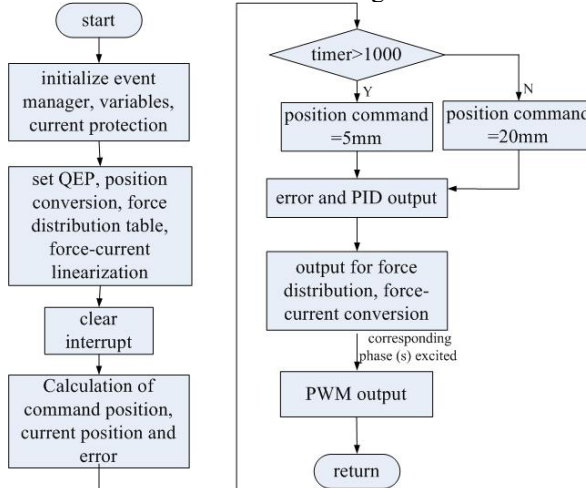 start
initialize event
manager, variables,
current protection
set QEP, position
conversion, force
distribution table,
force-current
linearization
clear
interrupt
Calculation of
command position,
current position and
error
timer>1000
Y
N
position command
=5mm
position command
=20mm
error and PID output
output for force
distribution, force-
current conversion
corresponding
phase (s) excited
PWM output
return